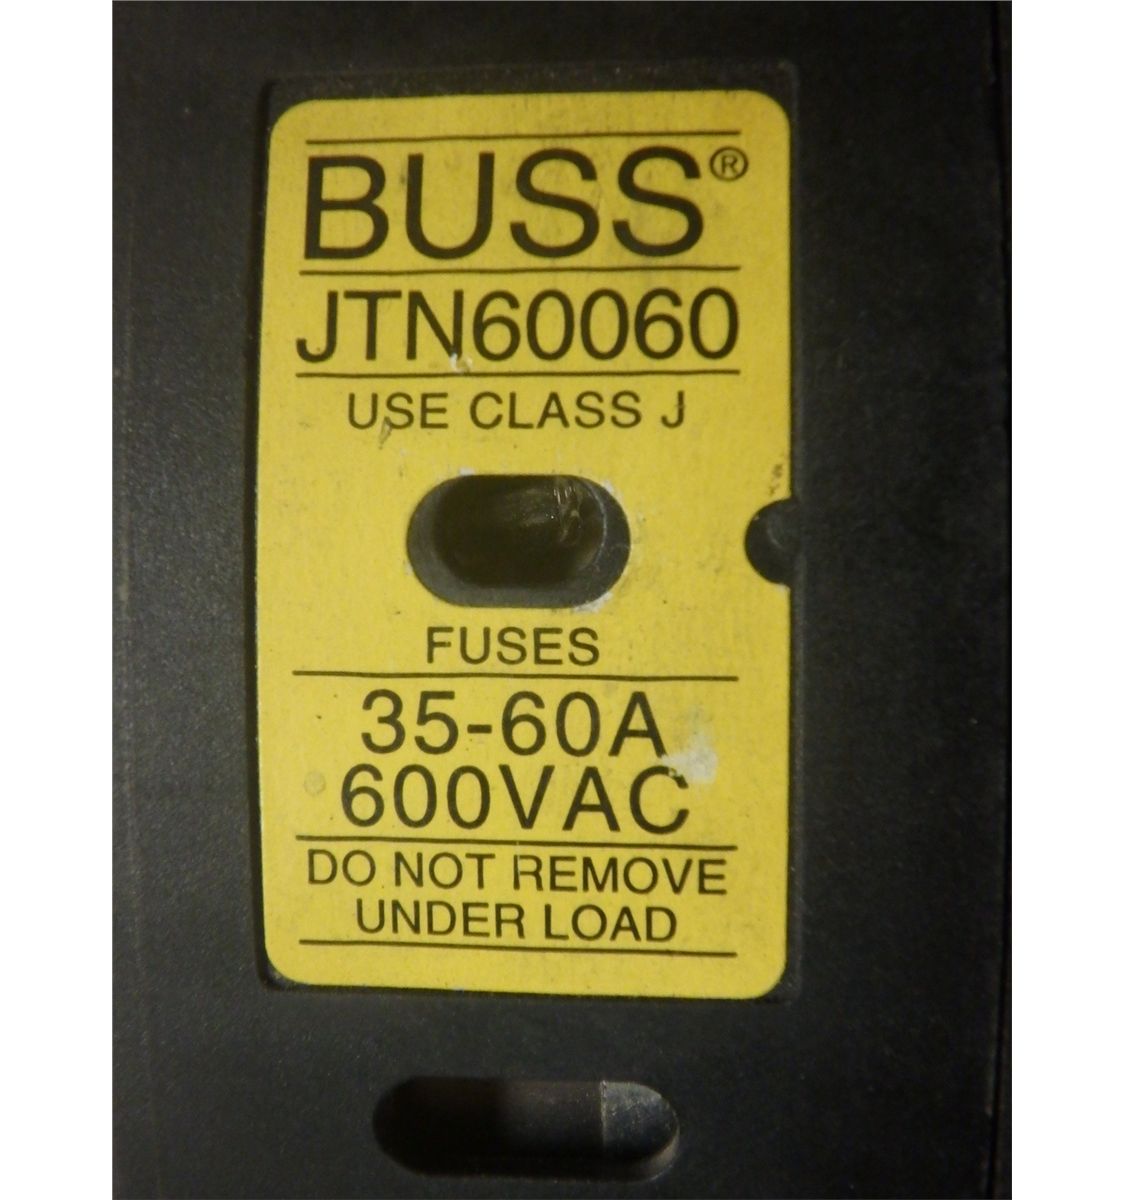 BUSS®
JTN60060
USE CLASS J
FUSES
35-60A
600VAC
DO NOT REMOVE
UNDER LOAD